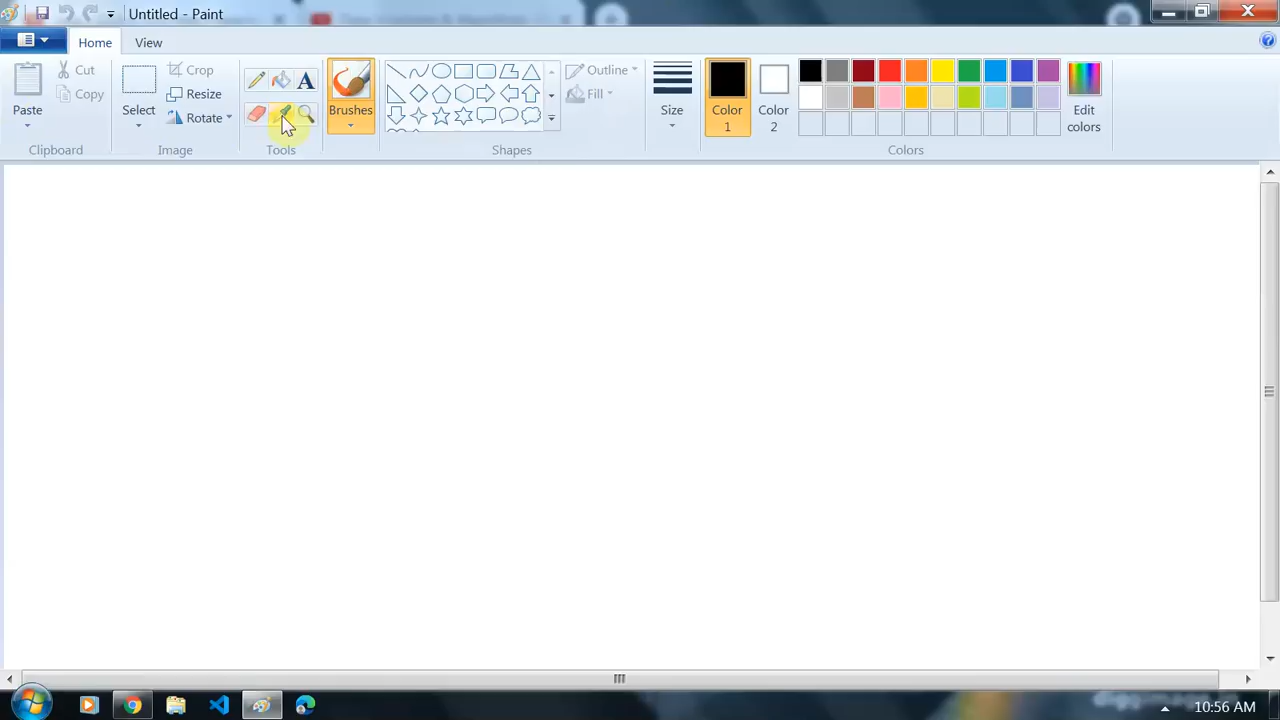 Untitled - Paint
Home View
Paste
Cut
Copy
Clipboard
Select
Crop
Resize
Rotate
Image
A
Tools
Brushes
Shapes
Outline
Fill
Size
Color 1
Color 2
Edit colors
Colors
10:56 AM